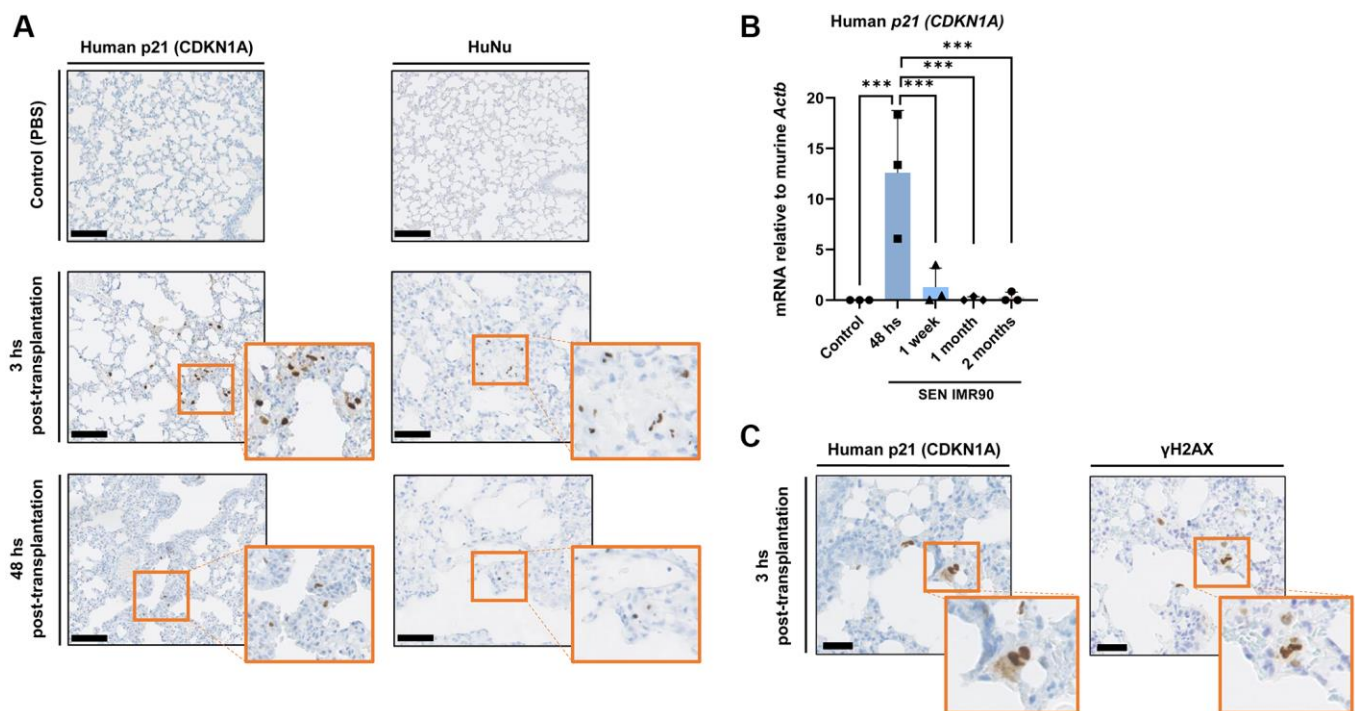 A
Human p21 (CDKN1A)
HuNu
Control (PBS)
3 hs
post-transplantation
48 hs
post-transplantation
B
Human p21 (CDKN1A)
***
***
*** ***
mRNA relative to murine Actb
20
15
10
5
0
Control
48 hs
1 week
1 month
2 months
SEN IMR90
C
Human p21 (CDKN1A)
γH2AX
3 hs
post-transplantation